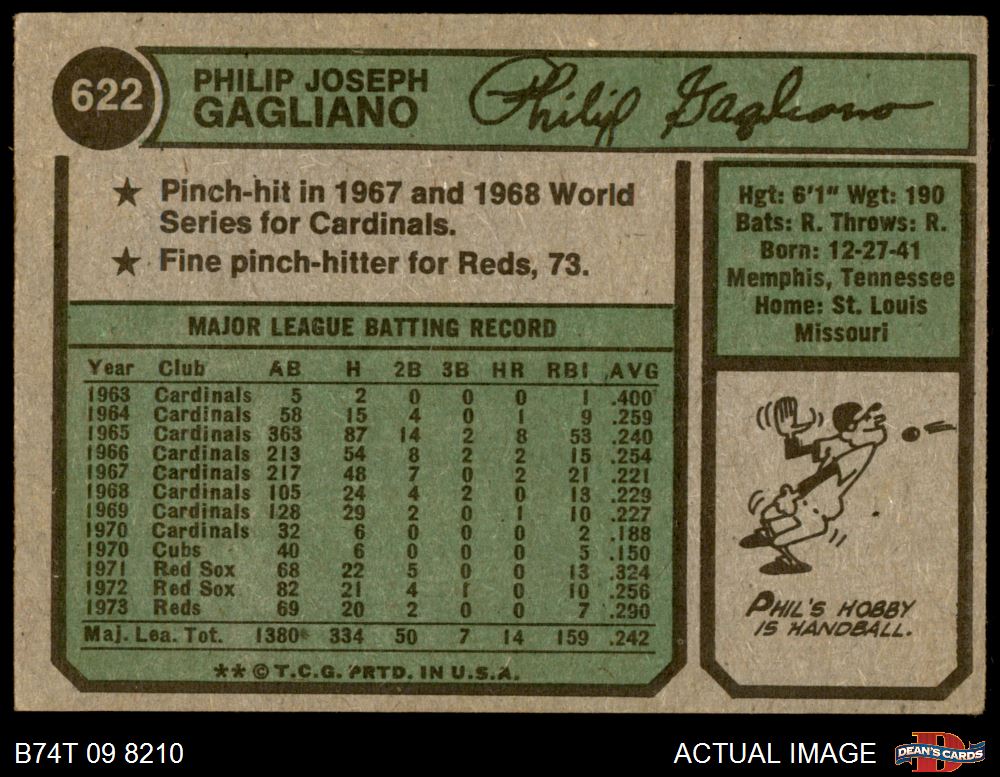 622
PHILIP JOSEPH
GAGLIANO
Philip Gagliano
★ Pinch-hit in 1967 and 1968 World
Series for Cardinals.
★ Fine pinch-hitter for Reds, 73.
Hgt: 6'1" Wgt: 190
Bats: R. Throws: R.
Born: 12-27-41
Memphis, Tennessee
Home: St. Louis
Missouri
MAJOR LEAGUE BATTING RECORD
Year Club AB H 2B 3B HR RBI AVG
1963 Cardinals 5 2 0 0 0 1 .400
1964 Cardinals 58 15 4 0 1 9 .259
1965 Cardinals 363 87 14 2 8 53 .240
1966 Cardinals 213 54 8 2 2 15 .254
1967 Cardinals 217 48 7 0 2 21 .221
1968 Cardinals 105 24 4 2 0 13 .229
1969 Cardinals 128 29 2 0 1 10 .227
1970 Cardinals 32 6 0 0 0 2 .188
1970 Cubs 40 6 0 0 0 5 .150
1971 Red Sox 68 22 5 0 0 13 .324
1972 Red Sox 82 21 4 1 0 10 .256
1973 Reds 69 20 2 0 0 7 .290
Maj. Lea. Tot. 1380 334 50 7 14 159 .242
** © T.C.G. PRTD. IN U.S.A.
PHIL'S HOBBY
IS HANDBALL.
B74T 09 8210
ACTUAL IMAGE
DEAN'S CARDS